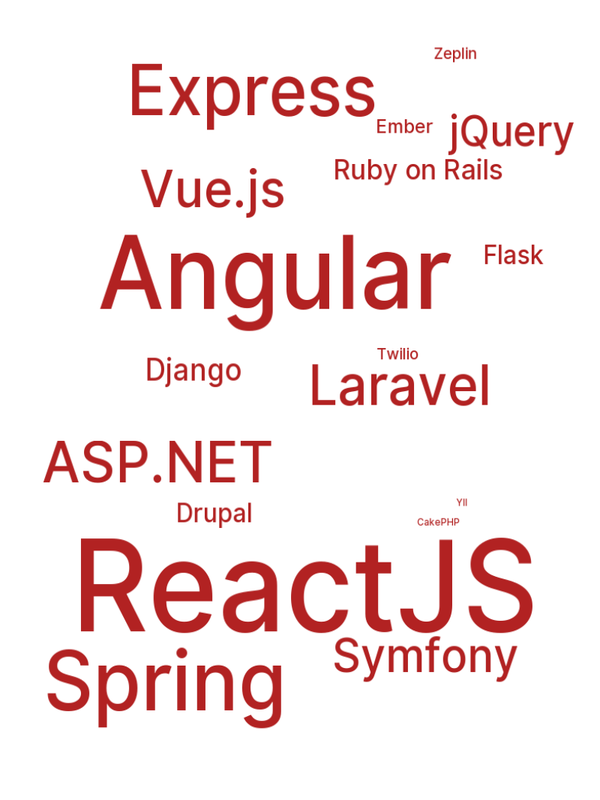 Zeplin
Express
Ember
jQuery
Ruby on Rails
Vue.js
Angular
Flask
Twilio
Django
Laravel
ASP.NET
YII
Drupal
CakePHP
ReactJS
Symfony
Spring